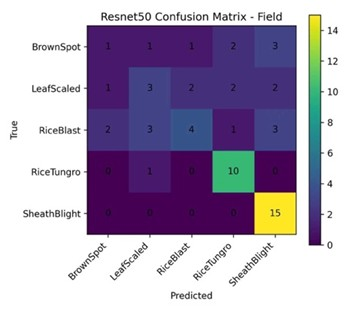 Resnet50 Confusion Matrix - Field
BrownSpot 1 1 1 2 3
LeafScaled 1 3 2 2 2
RiceBlast 2 3 4 1 3
RiceTungro 0 1 0 10 0
SheathBlight 0 0 0 0 15
True
BrownSpot LeafScaled RiceBlast RiceTungro SheathBlight
Predicted
14
12
10
8
6
4
2
0